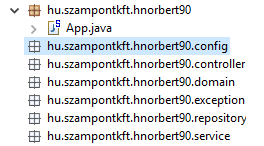 hu.szampontkft.hnorbert90
App.java
hu.szampontkft.hnorbert90.config
hu.szampontkft.hnorbert90.controller
hu.szampontkft.hnorbert90.domain
hu.szampontkft.hnorbert90.exception
hu.szampontkft.hnorbert90.repository
hu.szampontkft.hnorbert90.service